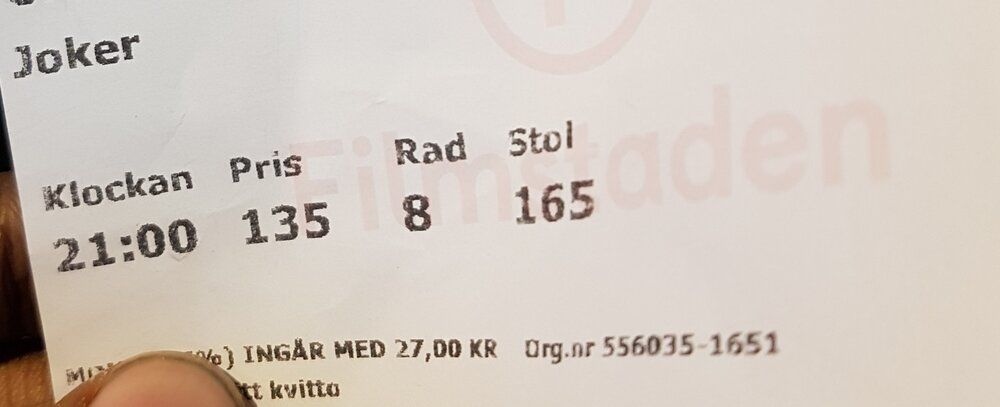 Joker
Filmstaden
Klockan Pris Rad Stol
21:00 135 8 165
%) INGÅR MED 27,00 KR Org.nr 556035-1651
tt kvitto